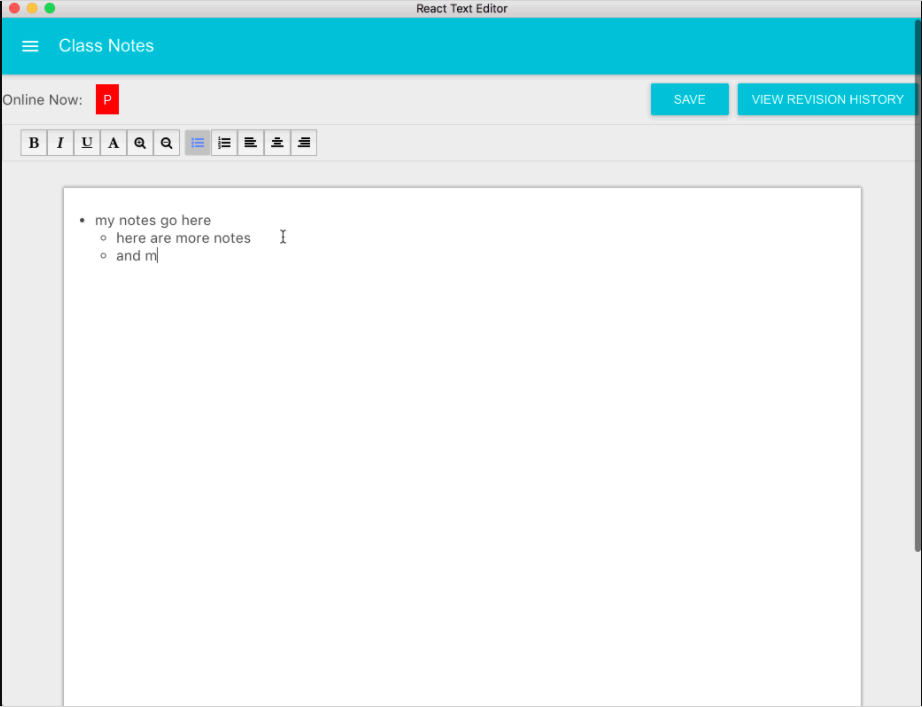 React Text Editor
Class Notes
Online Now: P
SAVE VIEW REVISION HISTORY
B I U A
my notes go here
here are more notes
and m